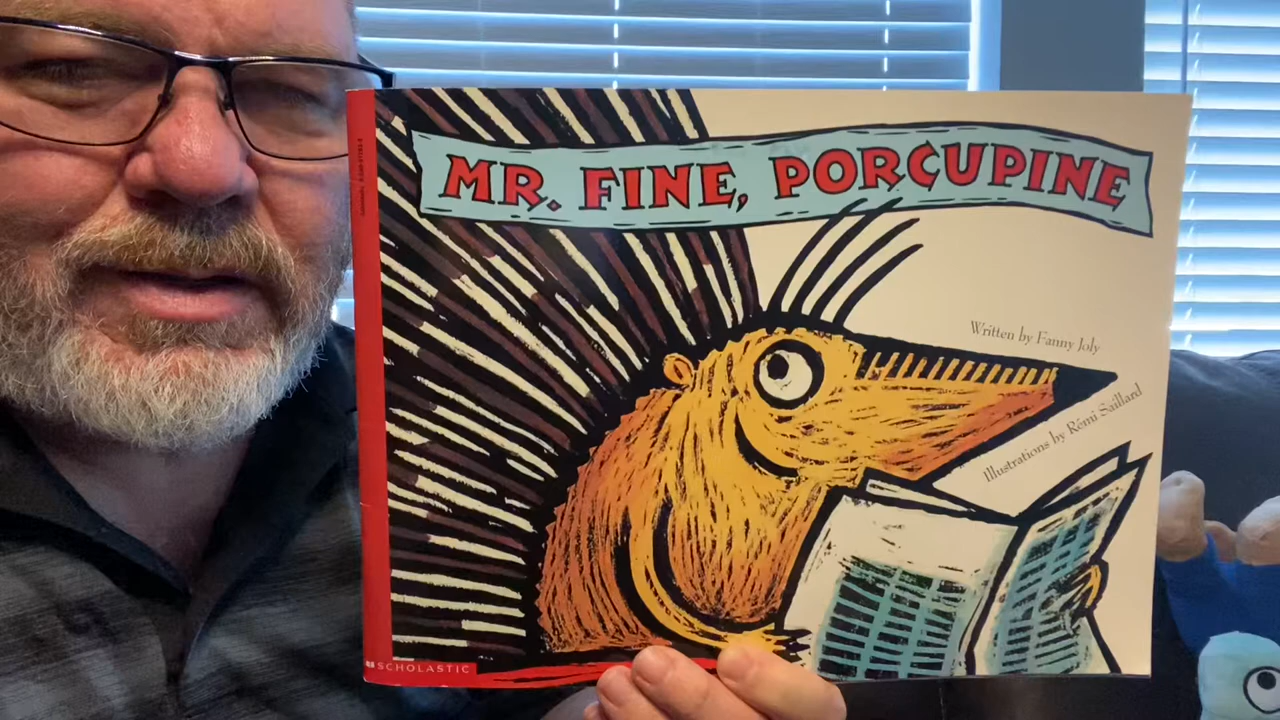 MR. FINE, PORCUPINE
Written by Fanny Joly
Illustrations by Rémi Saillard
SCHOLASTIC